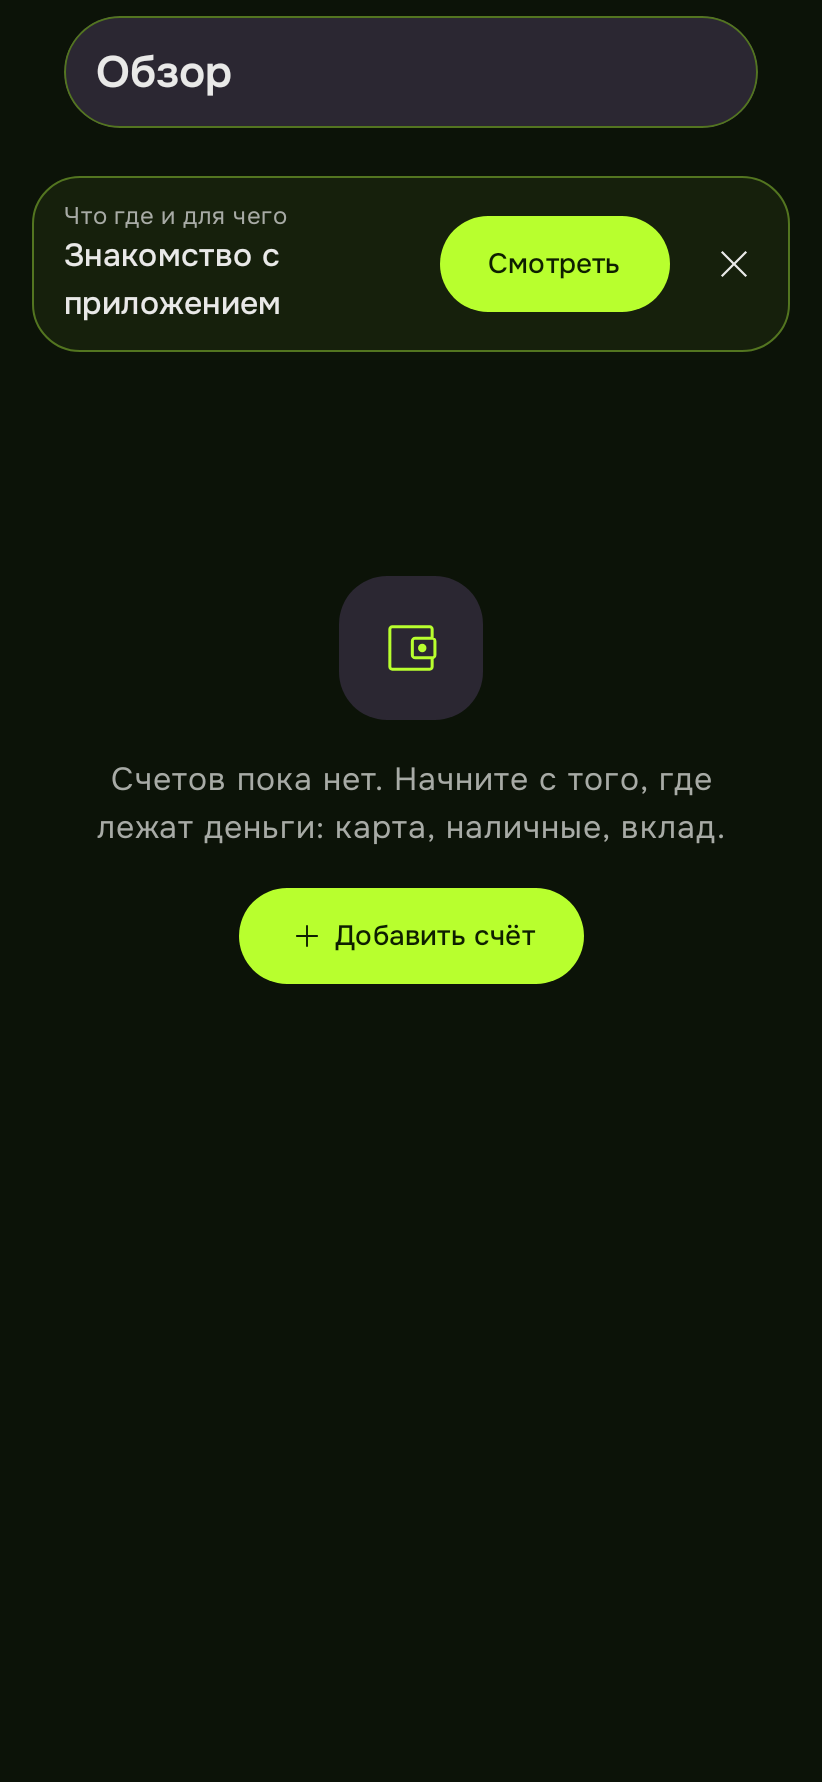 Обзор
Что где и для чего
Знакомство с
приложением
Смотреть
Счетов пока нет. Начните с того, где
лежат деньги: карта, наличные, вклад.
Добавить счёт